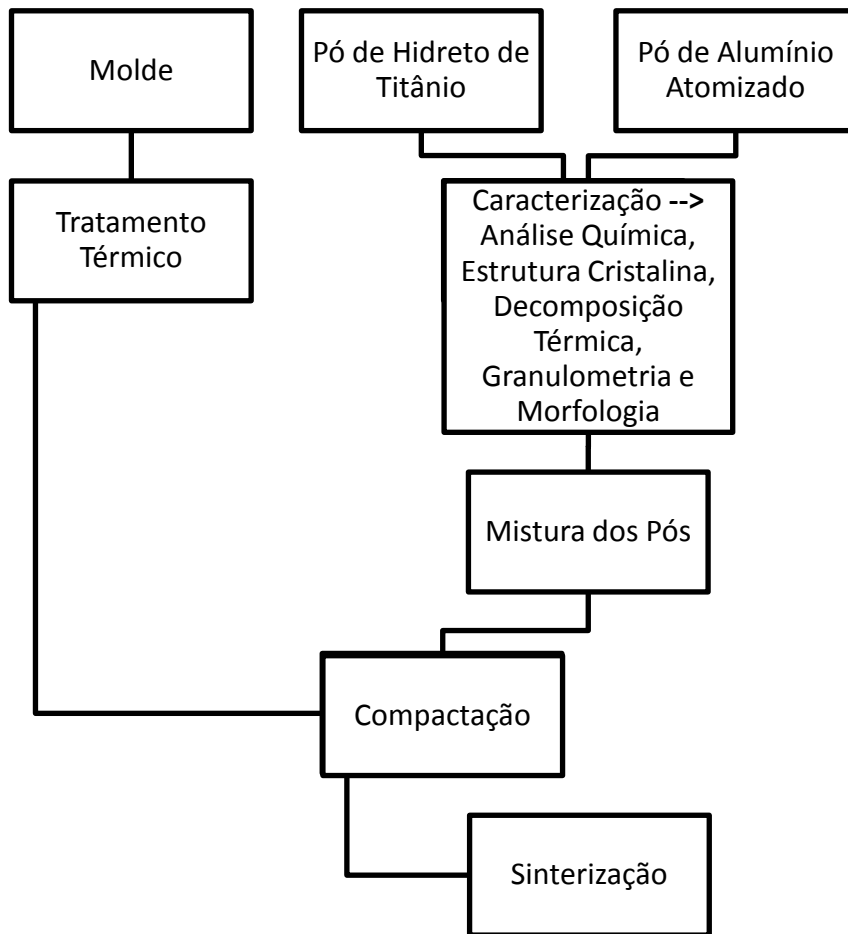 Molde
Pó de Hidreto de
Titânio
Pó de Alumínio
Atomizado
Tratamento
Térmico
Caracterização -->
Análise Química,
Estrutura Cristalina,
Decomposição
Térmica,
Granulometria e
Morfologia
Mistura dos Pós
Compactação
Sinterização